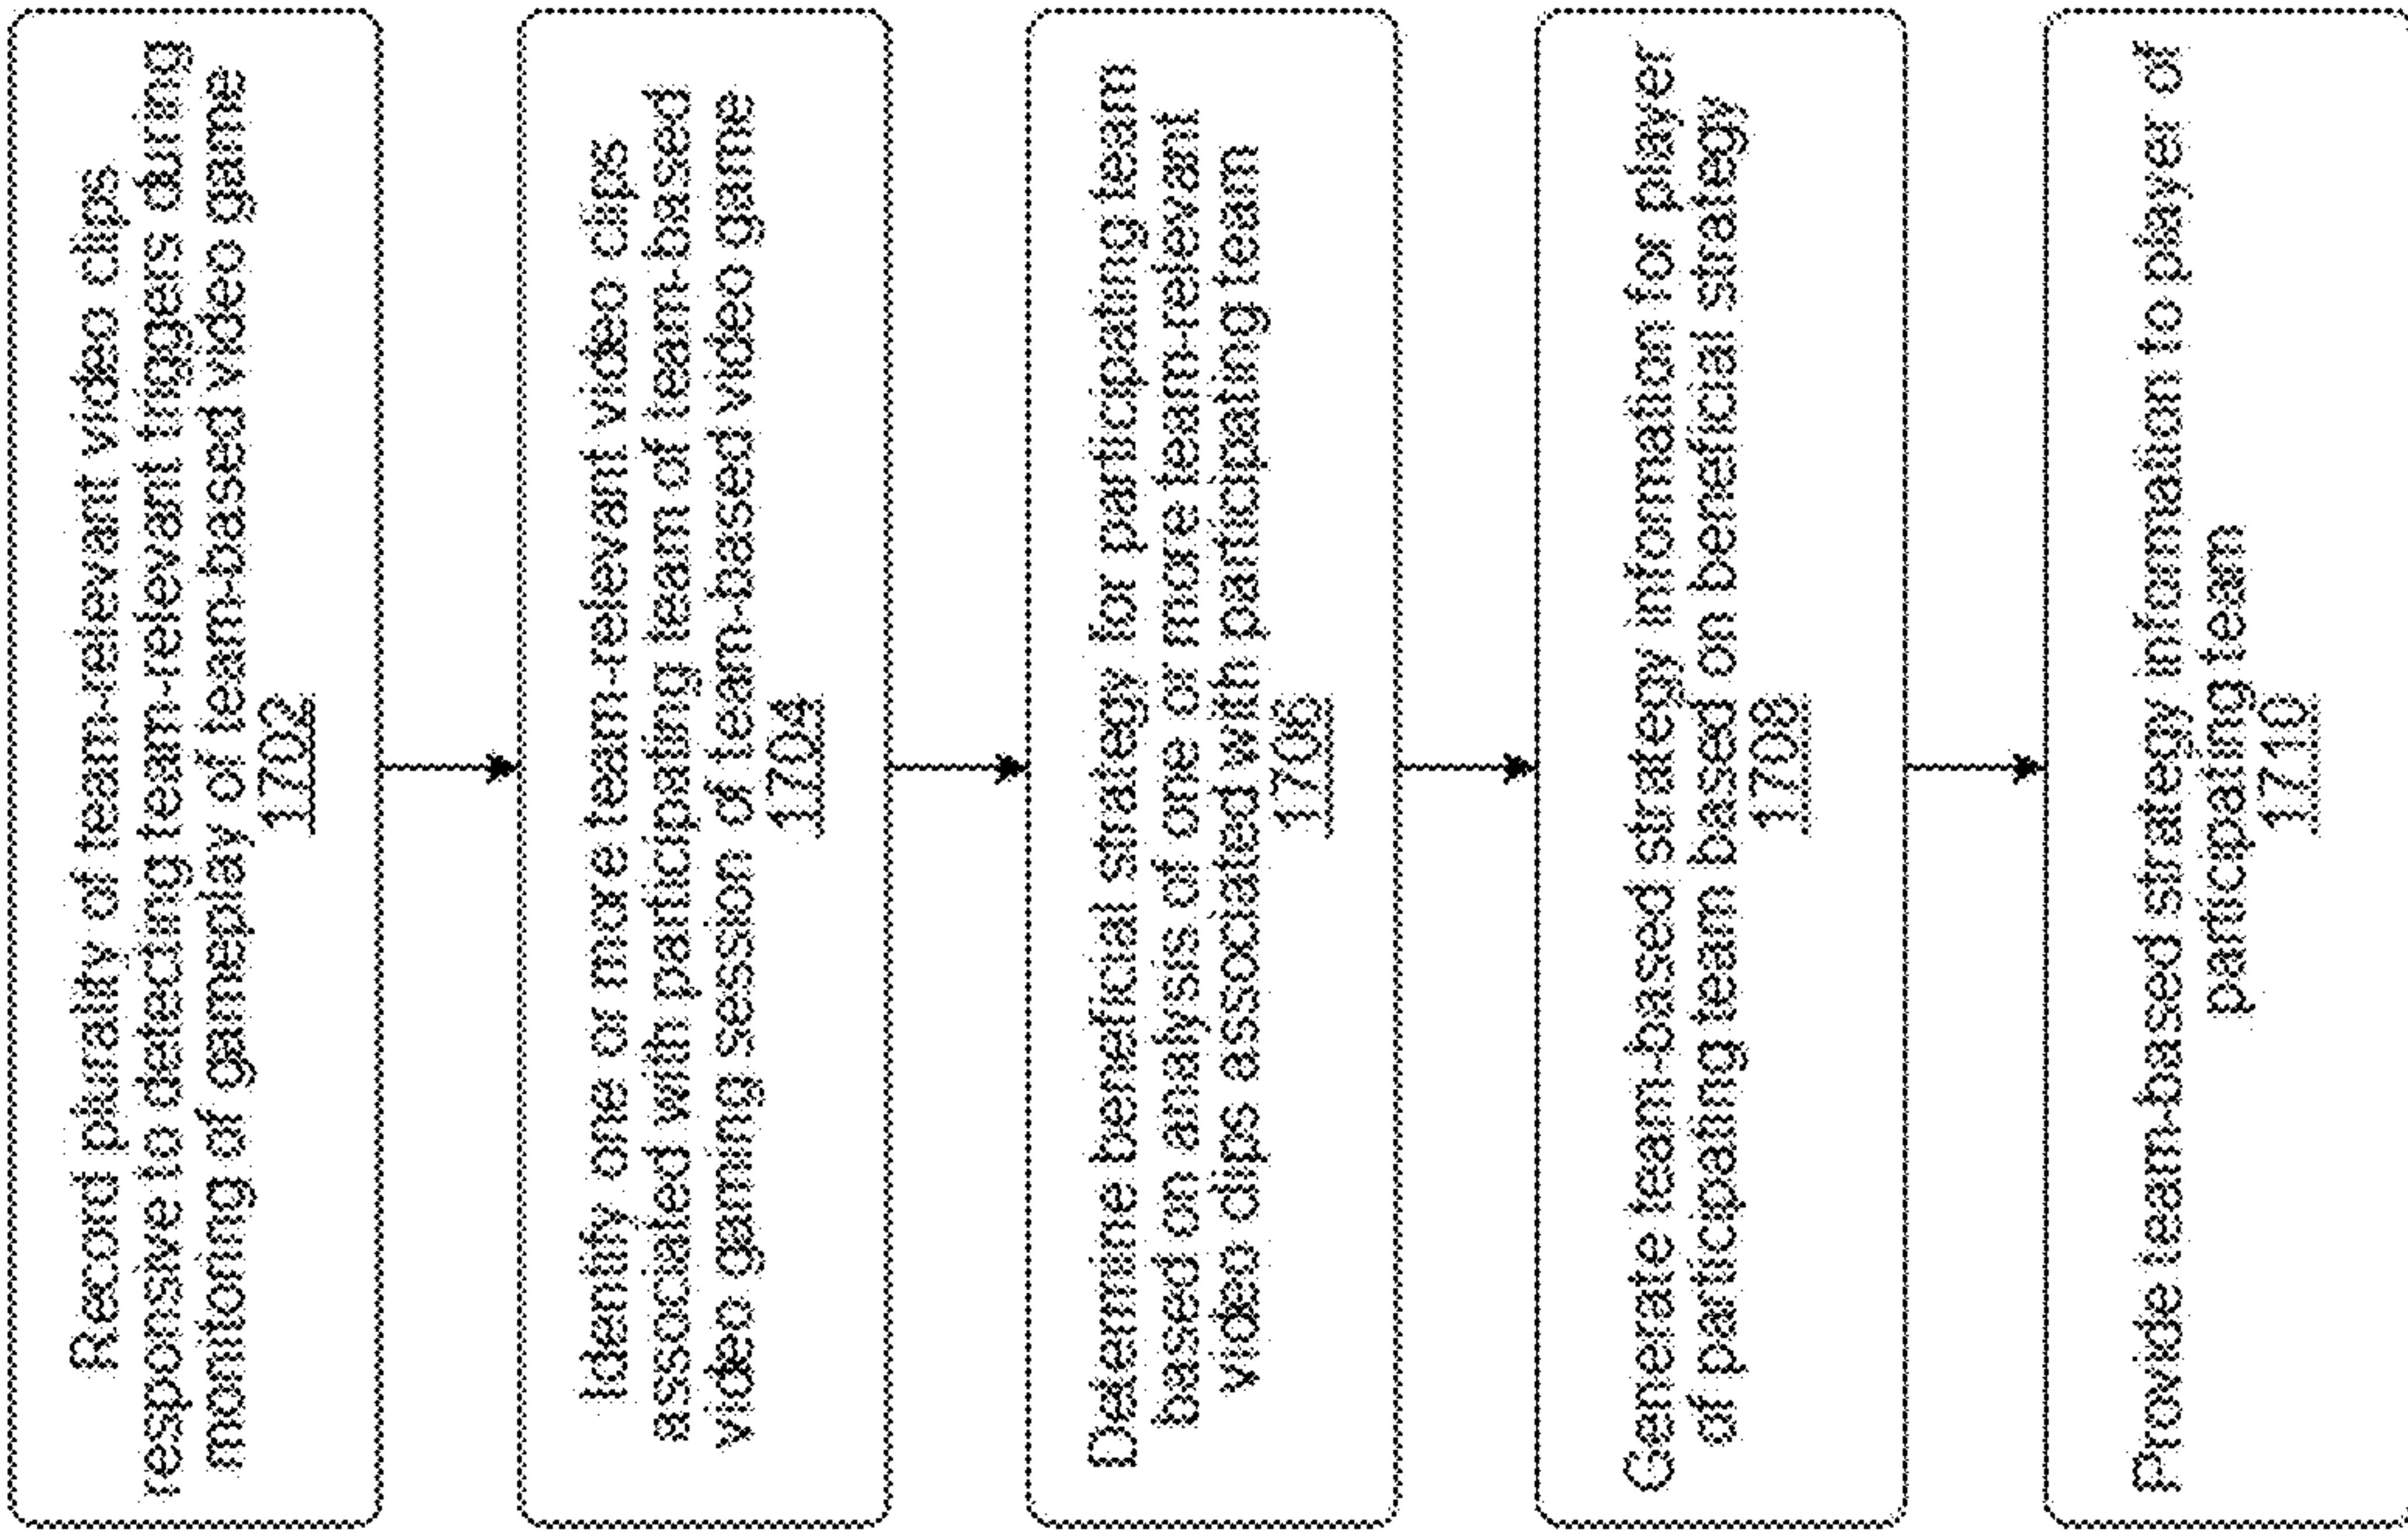 Record plurality of team-relevant video clips
responsive to detecting team-relevant triggers during
monitoring of gameplay of team-based video game
1702
Identify one or more team-relevant video clips
associated with participating team of team-based
video gaming session of team-based video game
1704
Determine beneficial strategy for participating team
based on analysis of one or more team-relevant
video clips associated with participating team
1706
Generate team-based strategy information for player
of participating team based on beneficial strategy
1708
Provide team-based strategy information to player of
participating team
1710